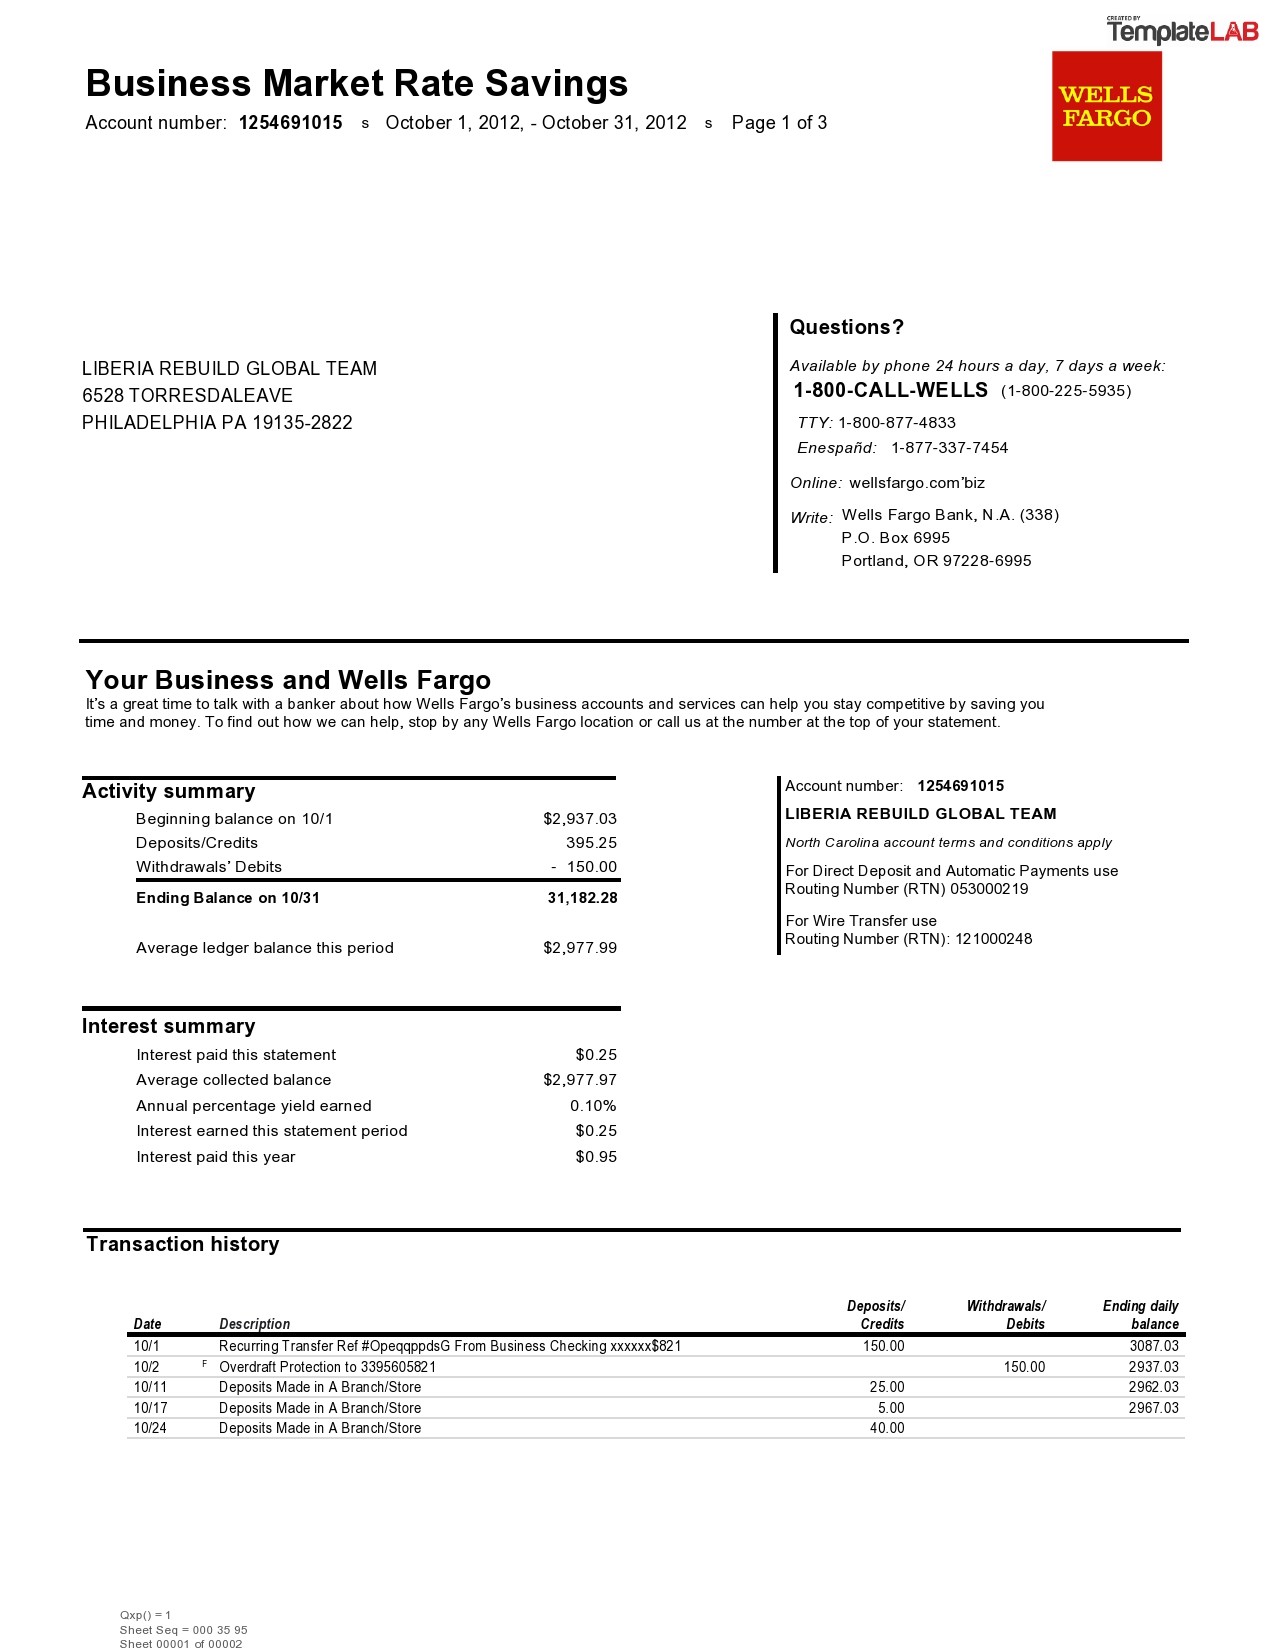 CREATED BY
TemplateLAB
Business Market Rate Savings
WELLS
FARGO
Account number: 1254691015 s October 1, 2012, - October 31, 2012 s Page 1 of 3
Questions?
Available by phone 24 hours a day, 7 days a week:
1-800-CALL-WELLS (1-800-225-5935)
TTY: 1-800-877-4833
Enespañd: 1-877-337-7454
Online: wellsfargo.com’biz
Write: Wells Fargo Bank, N.A. (338)
P.O. Box 6995
Portland, OR 97228-6995
LIBERIA REBUILD GLOBAL TEAM
6528 TORRESDALEAVE
PHILADELPHIA PA 19135-2822
Your Business and Wells Fargo
It’s a great time to talk with a banker about how Wells Fargo’s business accounts and services can help you stay competitive by saving you
time and money. To find out how we can help, stop by any Wells Fargo location or call us at the number at the top of your statement.
Activity summary
Beginning balance on 10/1 $2,937.03
Deposits/Credits 395.25
Withdrawals’ Debits - 150.00
Ending Balance on 10/31 31,182.28
Average ledger balance this period $2,977.99
Account number: 1254691015
LIBERIA REBUILD GLOBAL TEAM
North Carolina account terms and conditions apply
For Direct Deposit and Automatic Payments use
Routing Number (RTN) 053000219
For Wire Transfer use
Routing Number (RTN): 121000248
Interest summary
Interest paid this statement $0.25
Average collected balance $2,977.97
Annual percentage yield earned 0.10%
Interest earned this statement period $0.25
Interest paid this year $0.95
Transaction history
Deposits/ Withdrawals/ Ending daily
Date Description Credits Debits balance
10/1 Recurring Transfer Ref #OpeqqppdsG From Business Checking xxxxxx$821 150.00 3087.03
10/2 F Overdraft Protection to 3395605821 150.00 2937.03
10/11 Deposits Made in A Branch/Store 25.00 2962.03
10/17 Deposits Made in A Branch/Store 5.00 2967.03
10/24 Deposits Made in A Branch/Store 40.00
Qxp() = 1
Sheet Seq = 000 35 95
Sheet 00001 of 00002